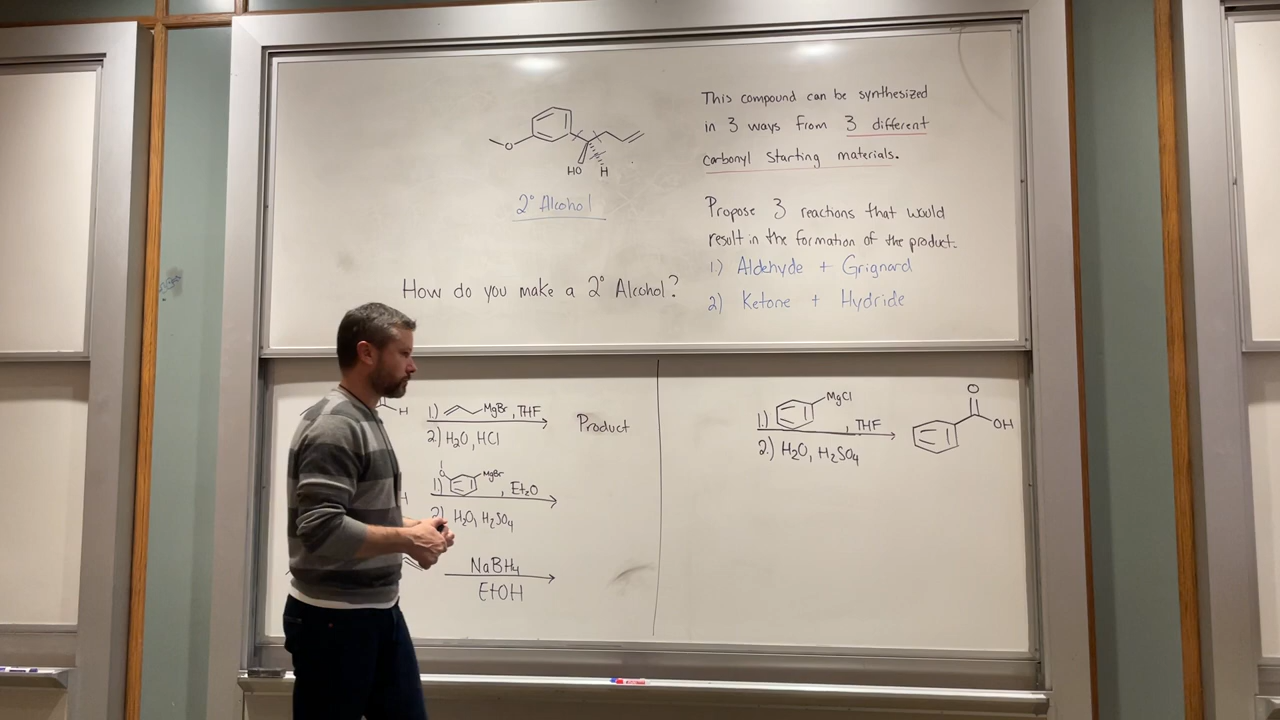 This compound can be synthesized
in 3 ways from 3 different
carbonyl starting materials.
O
HO H
2° Alcohol
Propose 3 reactions that would
result in the formation of the product.
1.) Aldehyde + Grignard
2) Ketone + Hydride
How do you make a 2° Alcohol?
H
1.) MgBr, THF
2) H2O, HCl
Product
H
O
1) MgBr, Et2O
2) H2O, H2SO4
NaBH4
EtOH
1.) MgCl, THF
2.) H2O, H2SO4
O
OH